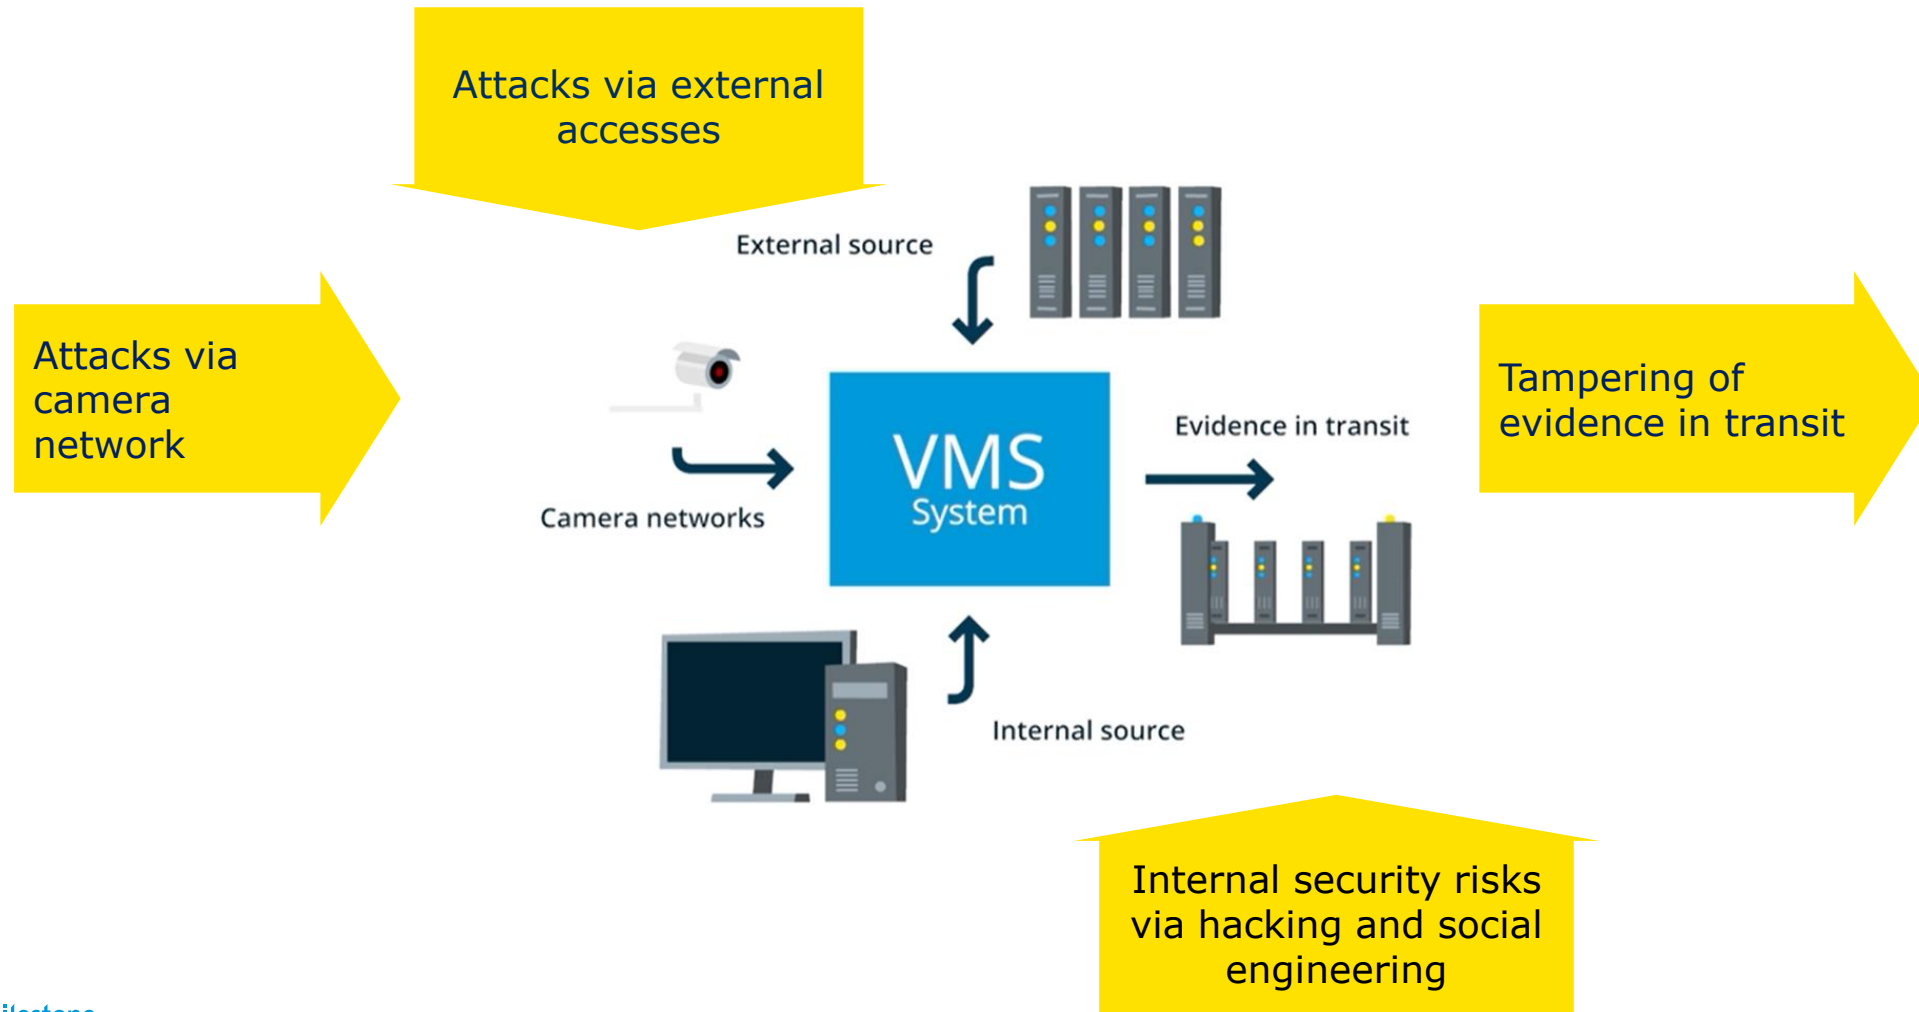 Attacks via external
accesses
External source
Attacks via
camera
network
Tampering of
evidence in transit
Evidence in transit
VMS
System
Camera networks
Internal source
Internal security risks
via hacking and social
engineering